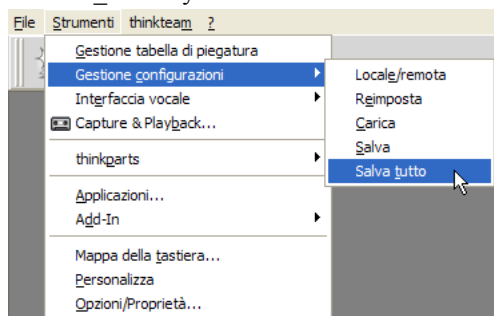 File Strumenti thinkteam ?
Gestione tabella di piegatura
Gestione configurazioni
Interfaccia vocale
Capture & Playback...
thinkparts
Applicazioni...
Add-In
Mappa della tastiera...
Personalizza
Opzioni/Proprietà...
Locale/remota
Reimposta
Carica
Salva
Salva tutto